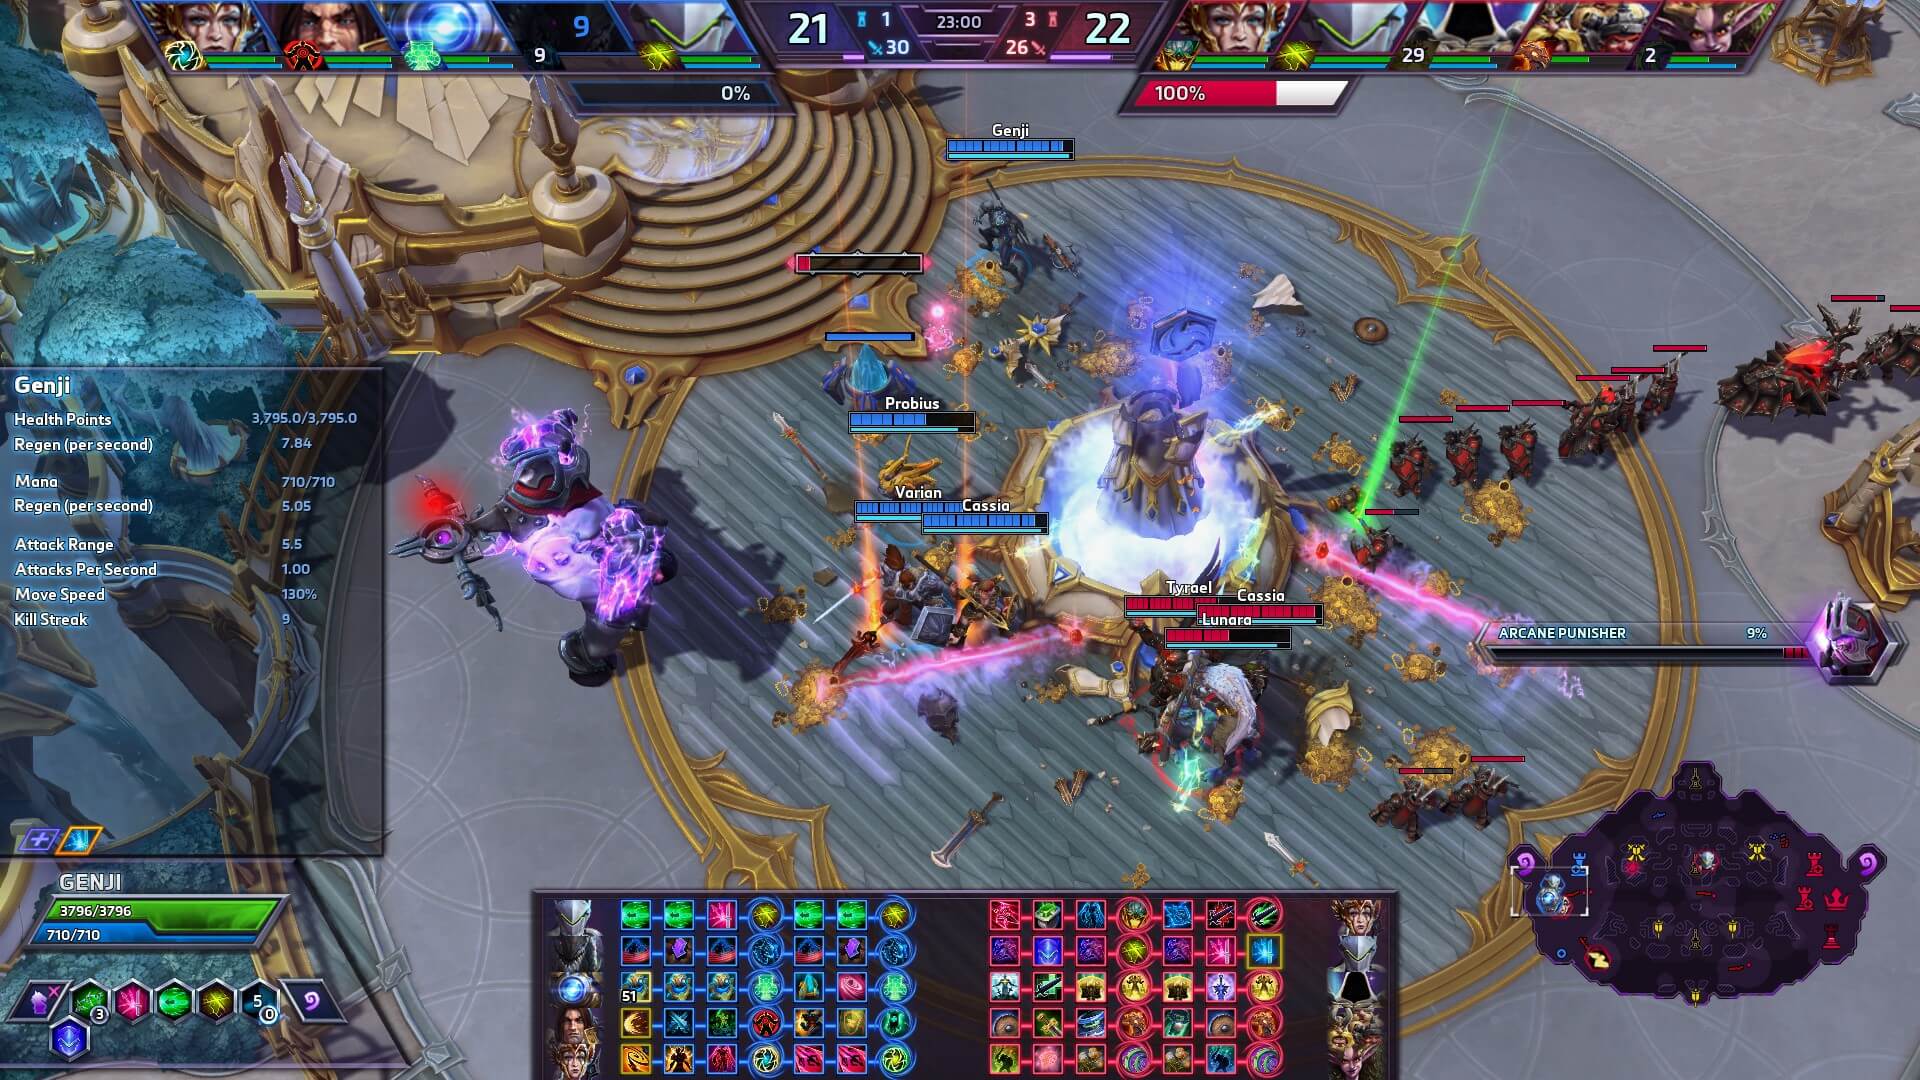 9
9
21
1
30
23:00
3
26
22
29
2
0%
100%
Genji
Probius
Varian
Cassia
Tyrael
Cassia
Lunara
ARCANE PUNISHER 9%
Genji
Health Points 3,795.0/3,795.0
Regen (per second) 7.84
Mana 710/710
Regen (per second) 5.05
Attack Range 5.5
Attacks Per Second 1.00
Move Speed 130%
Kill Streak 9
GENJI
3796/3796
710/710
3
5
0
51